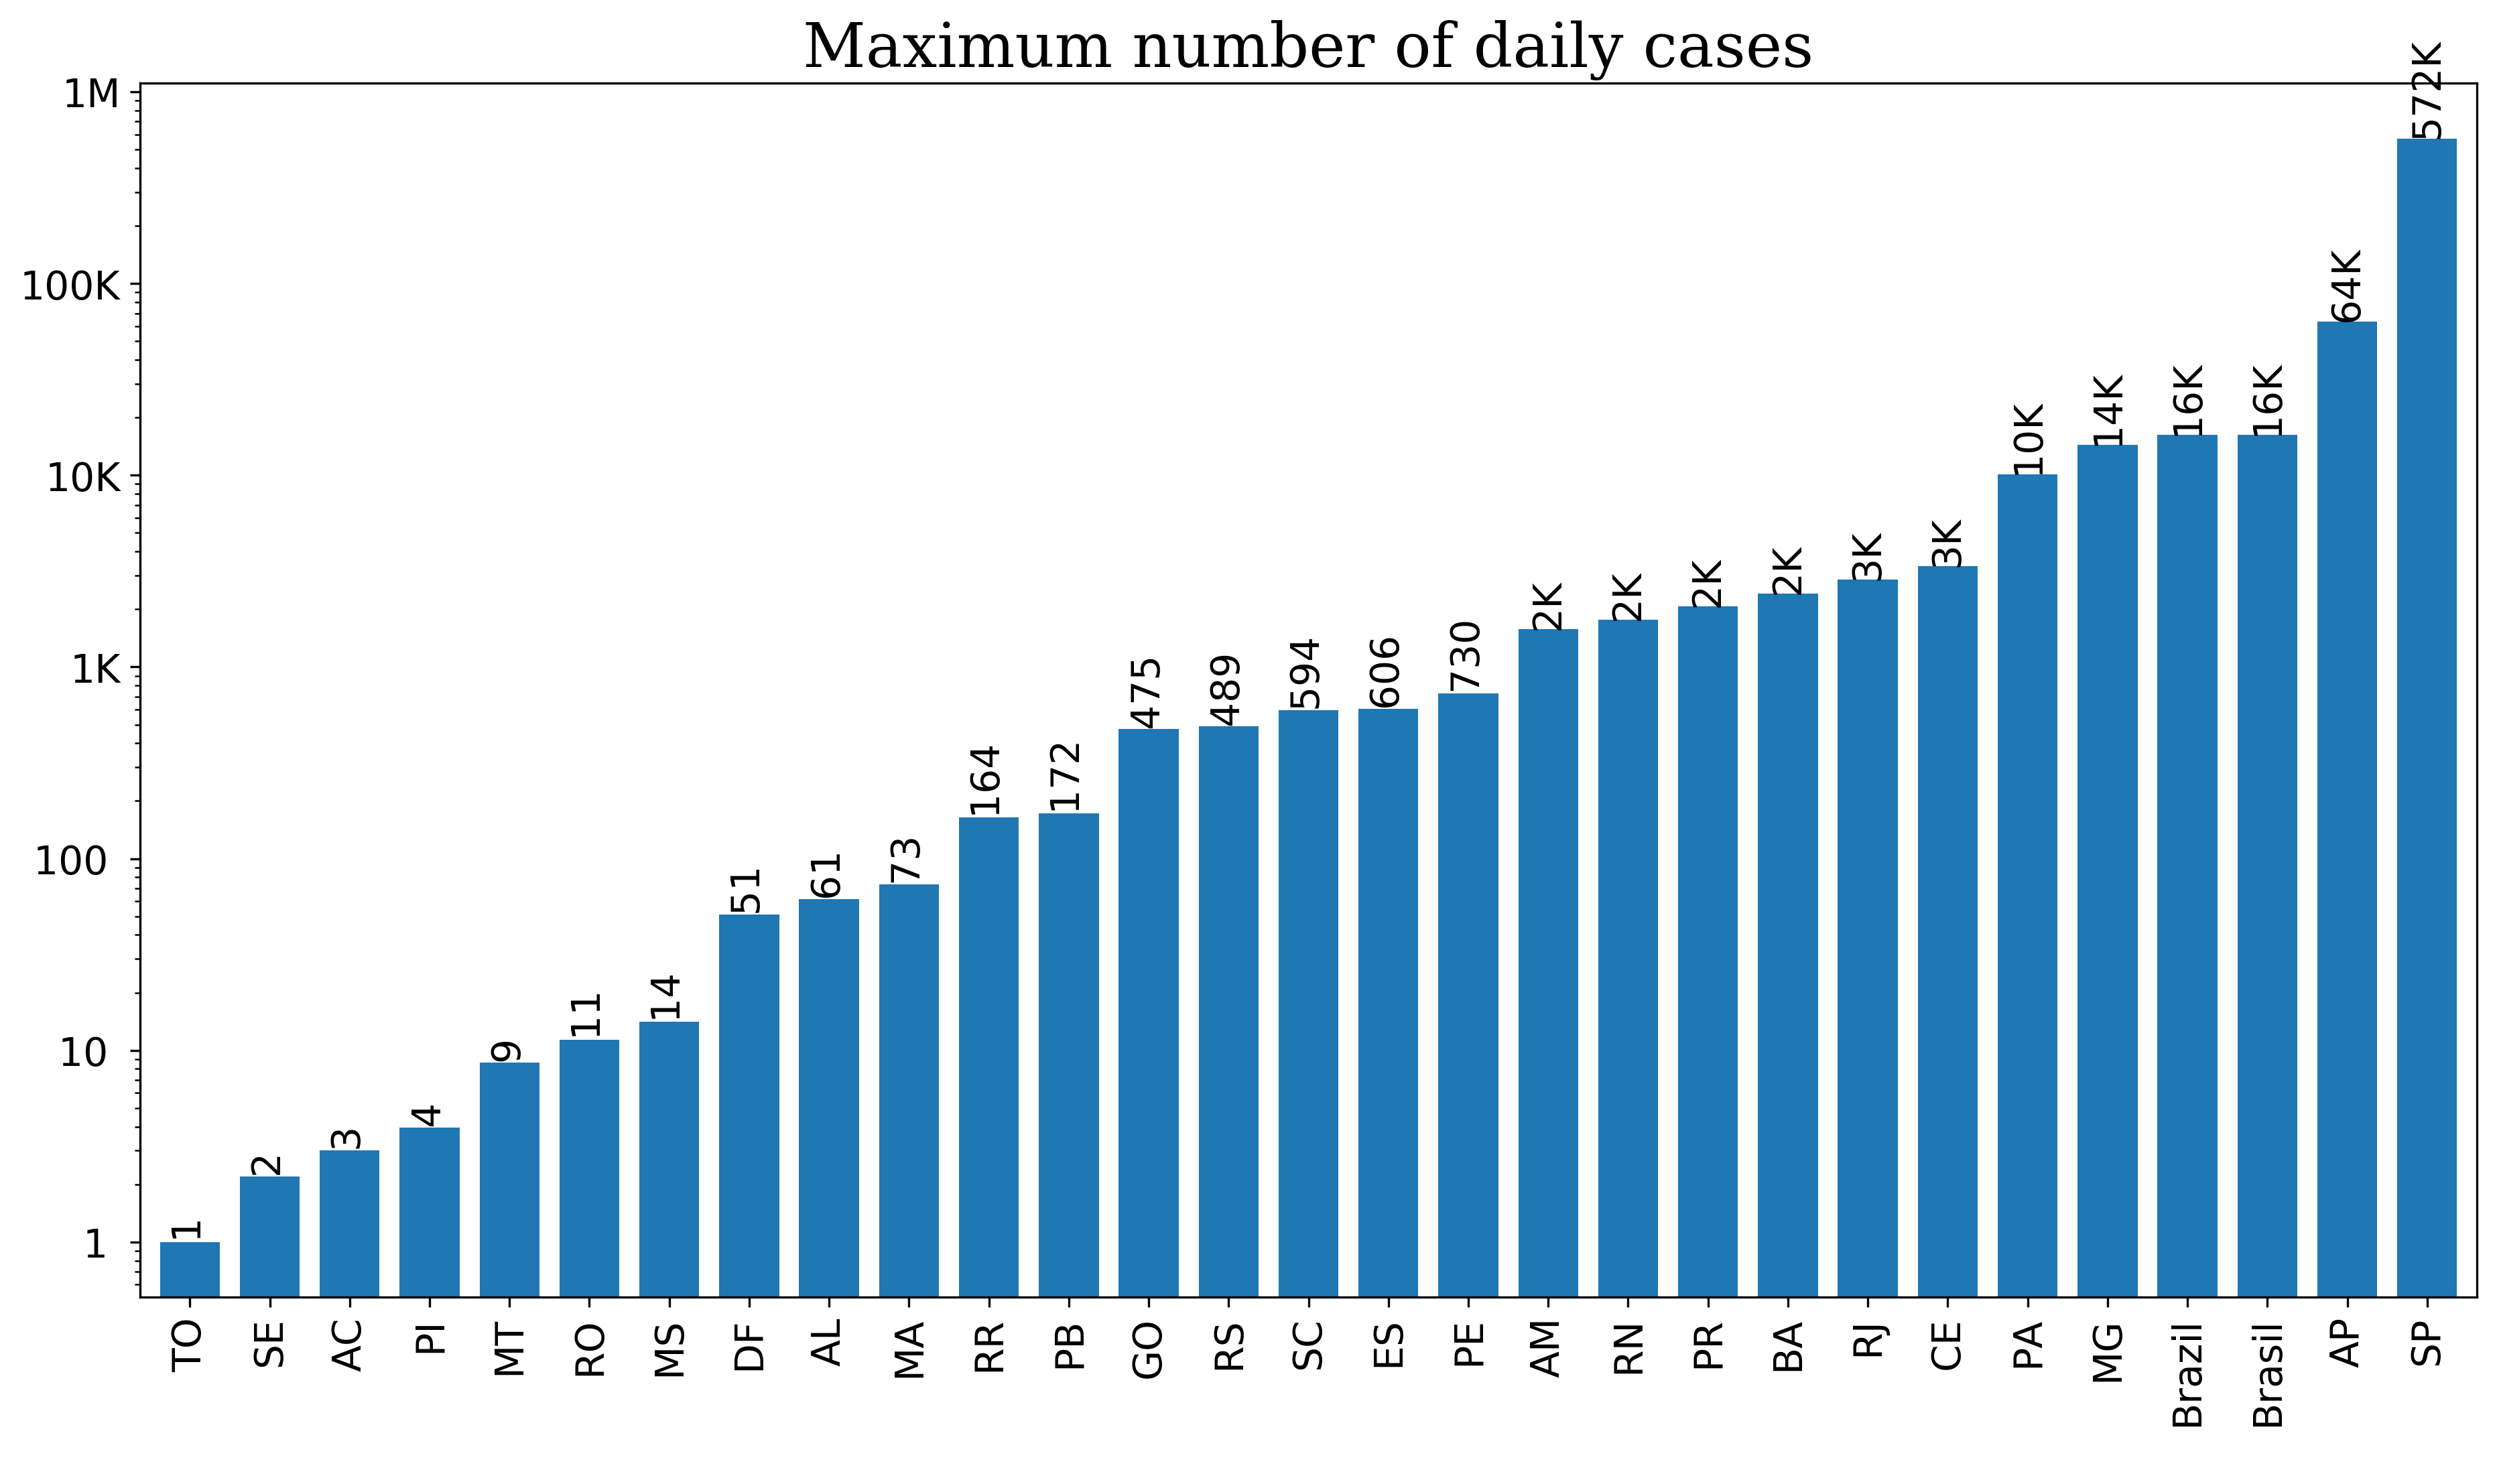 Maximum number of daily cases
1M
100K
10K
1K
100
10
1
1
2
3
4
9
11
14
51
61
73
164
172
475
489
594
606
730
2K
2K
2K
2K
3K
3K
10K
14K
16K
16K
64K
572K
TO
SE
AC
PI
MT
RO
MS
DF
AL
MA
RR
PB
GO
RS
SC
ES
PE
AM
RN
PR
BA
RJ
CE
PA
MG
Brazil
Brasil
AP
SP